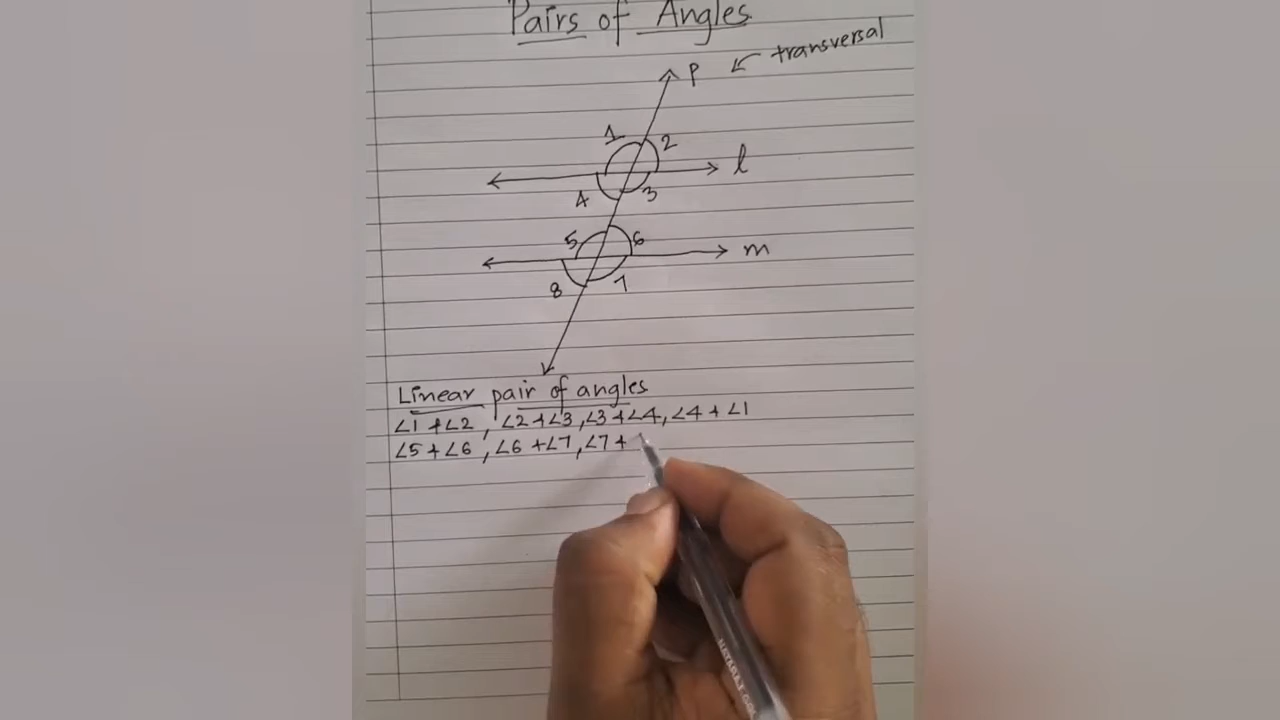 Pairs of Angles
transversal
p
1 2
l
4 3
5 6
m
8 7
Linear pair of angles
∠1 + ∠2, ∠2 + ∠3, ∠3 + ∠4, ∠4 + ∠1
∠5 + ∠6, ∠6 + ∠7, ∠7 +